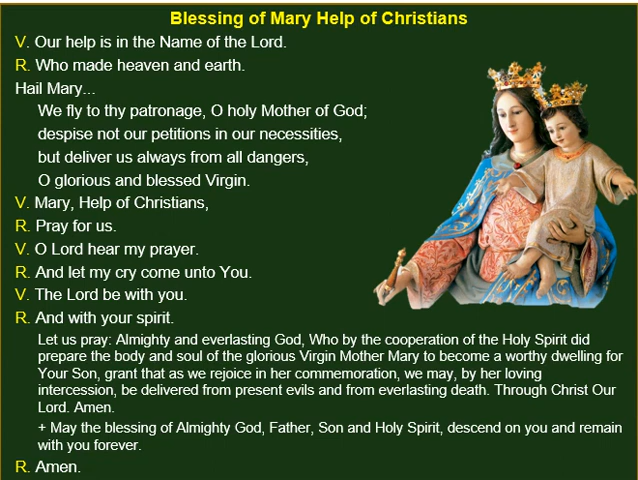 Blessing of Mary Help of Christians
V. Our help is in the Name of the Lord.
R. Who made heaven and earth.
Hail Mary...
We fly to thy patronage, O holy Mother of God;
despise not our petitions in our necessities,
but deliver us always from all dangers,
O glorious and blessed Virgin.
V. Mary, Help of Christians,
R. Pray for us.
V. O Lord hear my prayer.
R. And let my cry come unto You.
V. The Lord be with you.
R. And with your spirit.
Let us pray: Almighty and everlasting God, Who by the cooperation of the Holy Spirit did
prepare the body and soul of the glorious Virgin Mother Mary to become a worthy dwelling for
Your Son, grant that as we rejoice in her commemoration, we may, by her loving
intercession, be delivered from present evils and from everlasting death. Through Christ Our
Lord. Amen.
+ May the blessing of Almighty God, Father, Son and Holy Spirit, descend on you and remain
with you forever.
R. Amen.